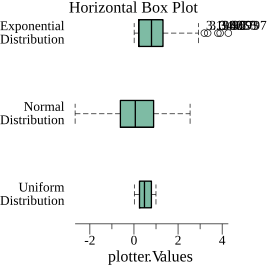 Horizontal Box Plot
Exponential
Distribution
Normal
Distribution
Uniform
Distribution
-2 0 2 4
plotter.Values